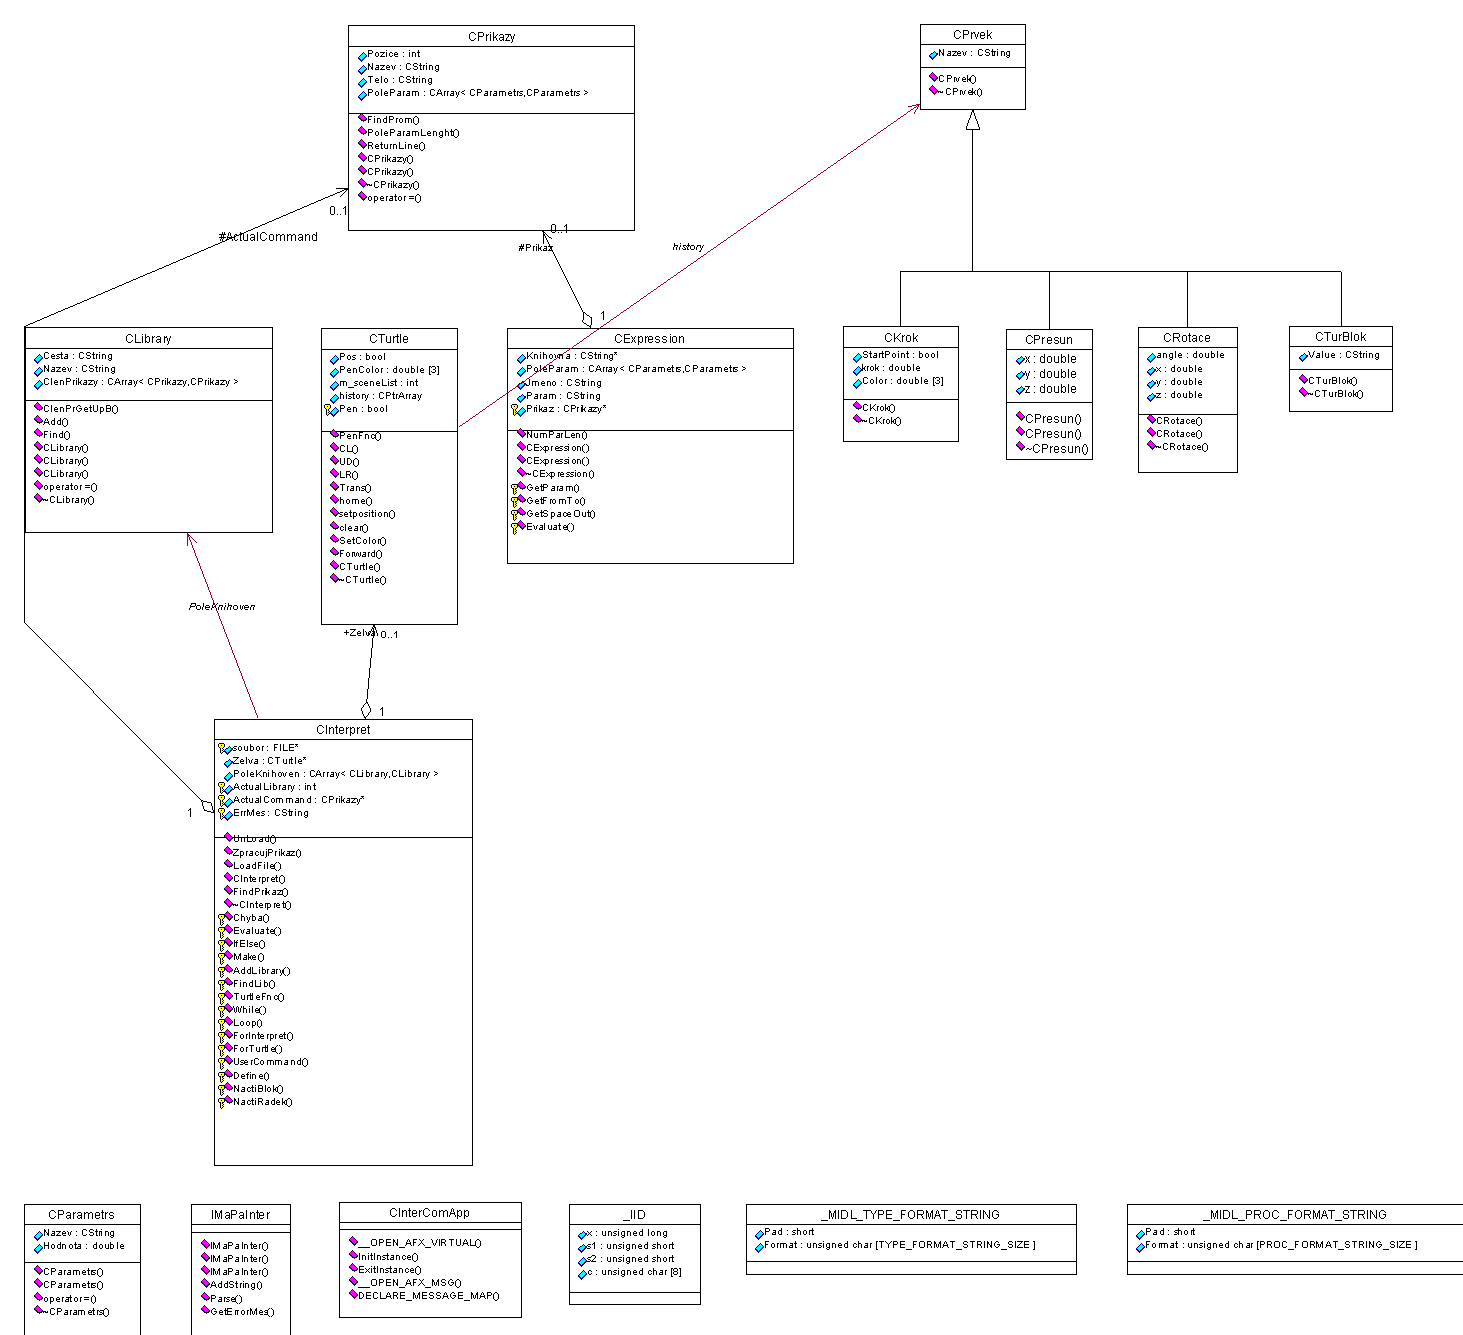 CPrikazy
Pozice : int
Nazev : CString
Telo : CString
PoleParam : CArray< CParametrs,CParametrs >
FindProm()
PoleParamLenght()
ReturnLine()
CPrikazy()
CPrikazy()
~CPrikazy()
operator =()
CPrvek
Nazev : CString
CPrvek()
~CPrvek()
0..1
#ActualCommand
0..1
#Prikaz
history
1
CLibrary
Cesta : CString
Nazev : CString
ClenPrikazy : CArray< CPrikazy,CPrikazy >
ClenPrGetUpB()
Add()
Find()
CLibrary()
CLibrary()
CLibrary()
operator =()
~CLibrary()
CTurtle
Pos : bool
PenColor : double [3]
m_sceneList : int
history : CPtrArray
Pen : bool
PenFnc()
CL()
UD()
LR()
Trans()
home()
setposition()
clear()
SetColor()
Forward()
CTurtle()
~CTurtle()
CExpression
Knihovna : CString*
PoleParam : CArray< CParametrs,CParametrs >
Jmeno : CString
Param : CString
Prikaz : CPrikazy*
NumParLen()
CExpression()
CExpression()
~CExpression()
GetParam()
GetFromTo()
GetSpaceOut()
Evaluate()
CKrok
StartPoint : bool
krok : double
Color : double [3]
CKrok()
~CKrok()
CPresun
x : double
y : double
z : double
CPresun()
CPresun()
~CPresun()
CRotace
angle : double
x : double
y : double
z : double
CRotace()
CRotace()
~CRotace()
CTurBlok
Value : CString
CTurBlok()
~CTurBlok()
PoleKnihoven
+Zelva
0..1
1
1
CInterpret
soubor : FILE*
Zelva : CTurtle*
PoleKnihoven : CArray< CLibrary,CLibrary >
ActualLibrary : int
ActualCommand : CPrikazy*
ErrMes : CString
UnLoad()
ZpracujPrikaz()
LoadFile()
CInterpret()
FindPrikaz()
~CInterpret()
Chyba()
Evaluate()
IfElse()
Make()
AddLibrary()
FindLib()
TurtleFnc()
While()
Loop()
ForInterpret()
ForTurtle()
UserCommand()
Define()
NactiBlok()
NactiRadek()
CParametrs
Nazev : CString
Hodnota : double
CParametrs()
CParametrs()
operator =()
~CParametrs()
IMaPaInter
IMaPaInter()
IMaPaInter()
IMaPaInter()
AddString()
Parse()
GetErrorMes()
CInterComApp
__OPEN_AFX_VIRTUAL()
InitInstance()
ExitInstance()
__OPEN_AFX_MSG()
DECLARE_MESSAGE_MAP()
_IID
x : unsigned long
s1 : unsigned short
s2 : unsigned short
c : unsigned char [8]
_MIDL_TYPE_FORMAT_STRING
Pad : short
Format : unsigned char [TYPE_FORMAT_STRING_SIZE ]
_MIDL_PROC_FORMAT_STRING
Pad : short
Format : unsigned char [PROC_FORMAT_STRING_SIZE ]